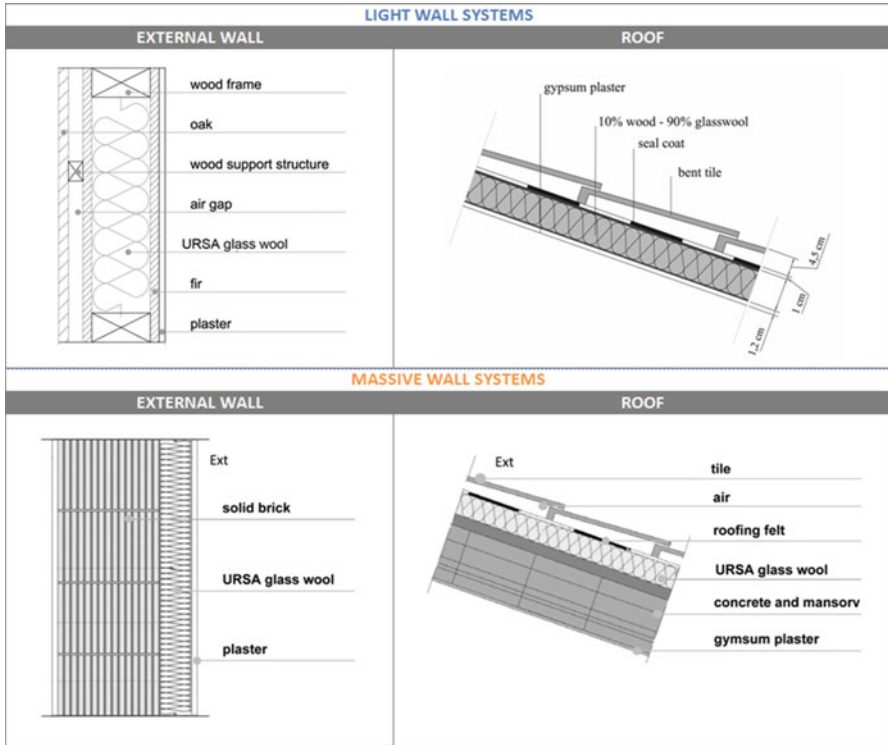 LIGHT WALL SYSTEMS
EXTERNAL WALL
ROOF
wood frame
oak
wood support structure
air gap
URSA glass wool
fir
plaster
gypsum plaster
10% wood - 90% glasswool
seal coat
bent tile
4,5 cm
1 cm
1,2 cm
MASSIVE WALL SYSTEMS
EXTERNAL WALL
ROOF
Ext
solid brick
URSA glass wool
plaster
Ext
tile
air
roofing felt
URSA glass wool
concrete and mansorv
gymsum plaster